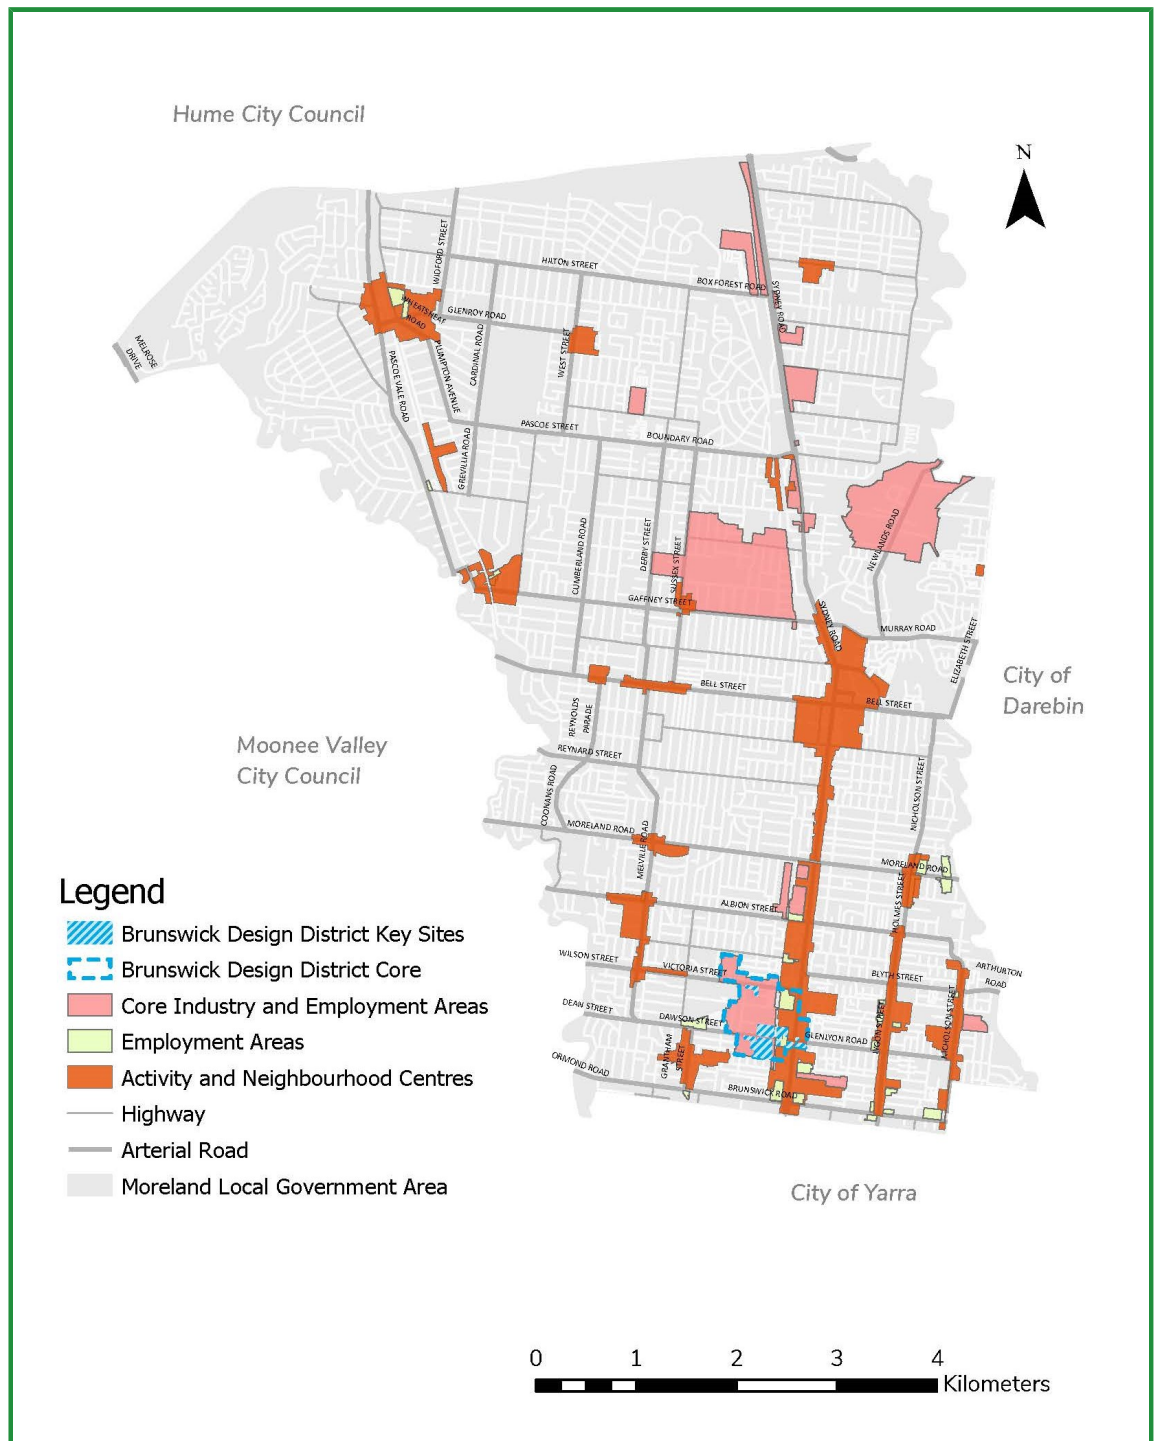 Hume City Council
N
WIDFORD STREET
HILTON STREET
BOX FOREST ROAD
SYDNEY ROAD
WHEATSHEAF
ROAD
GLENROY ROAD
MELROSE
DRIVE
PASCOE VALE ROAD
PLUMPTON AVENUE
CARDINAL ROAD
WEST STREET
PASCOE STREET
BOUNDARY ROAD
GREVILLIA ROAD
CUMBERLAND ROAD
DERBY STREET
SUSSEX STREET
NEWLANDS ROAD
GAFFNEY STREET
SYDNEY ROAD
MURRAY ROAD
ELIZABETH STREET
City of
Darebin
BELL STREET
BELL STREET
REYNOLDS
PARADE
Moonee Valley
City Council
REYNARD STREET
COONANS ROAD
NICHOLSON STREET
MORELAND ROAD
MELVILLE ROAD
MORELAND ROAD
HOLMES STREET
ALBION STREET
WILSON STREET
VICTORIA STREET
BLYTH STREET
ARTHURTON
ROAD
DEAN STREET
DAWSON STREET
GLENLYON ROAD
LYGON STREET
NICHOLSON STREET
GRANTHAM
STREET
ORMOND ROAD
BRUNSWICK ROAD
City of Yarra
Legend
Brunswick Design District Key Sites
Brunswick Design District Core
Core Industry and Employment Areas
Employment Areas
Activity and Neighbourhood Centres
Highway
Arterial Road
Moreland Local Government Area
0 1 2 3 4
Kilometers